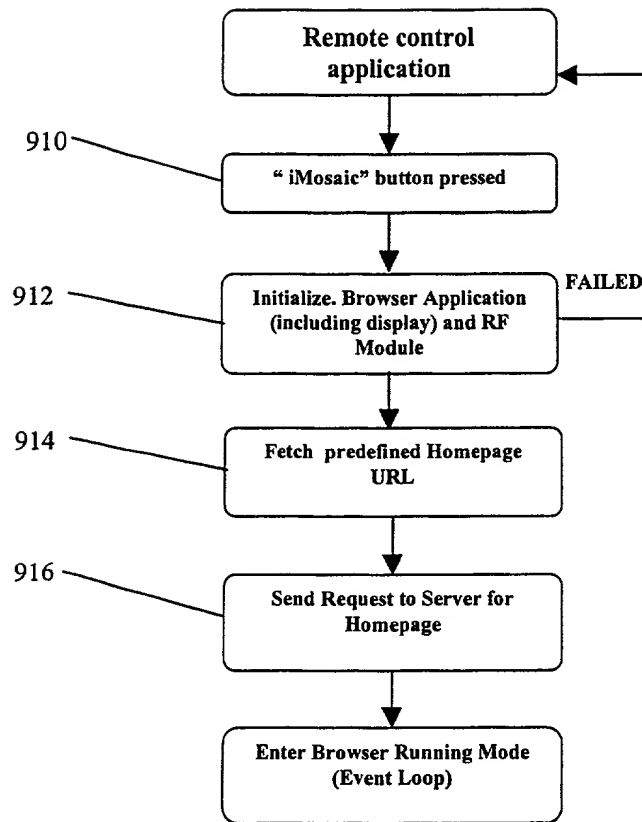 Remote control
application
910
“ iMosaic” button pressed
912
Initialize. Browser Application
(including display) and RF
Module
FAILED
914
Fetch predefined Homepage
URL
916
Send Request to Server for
Homepage
Enter Browser Running Mode
(Event Loop)